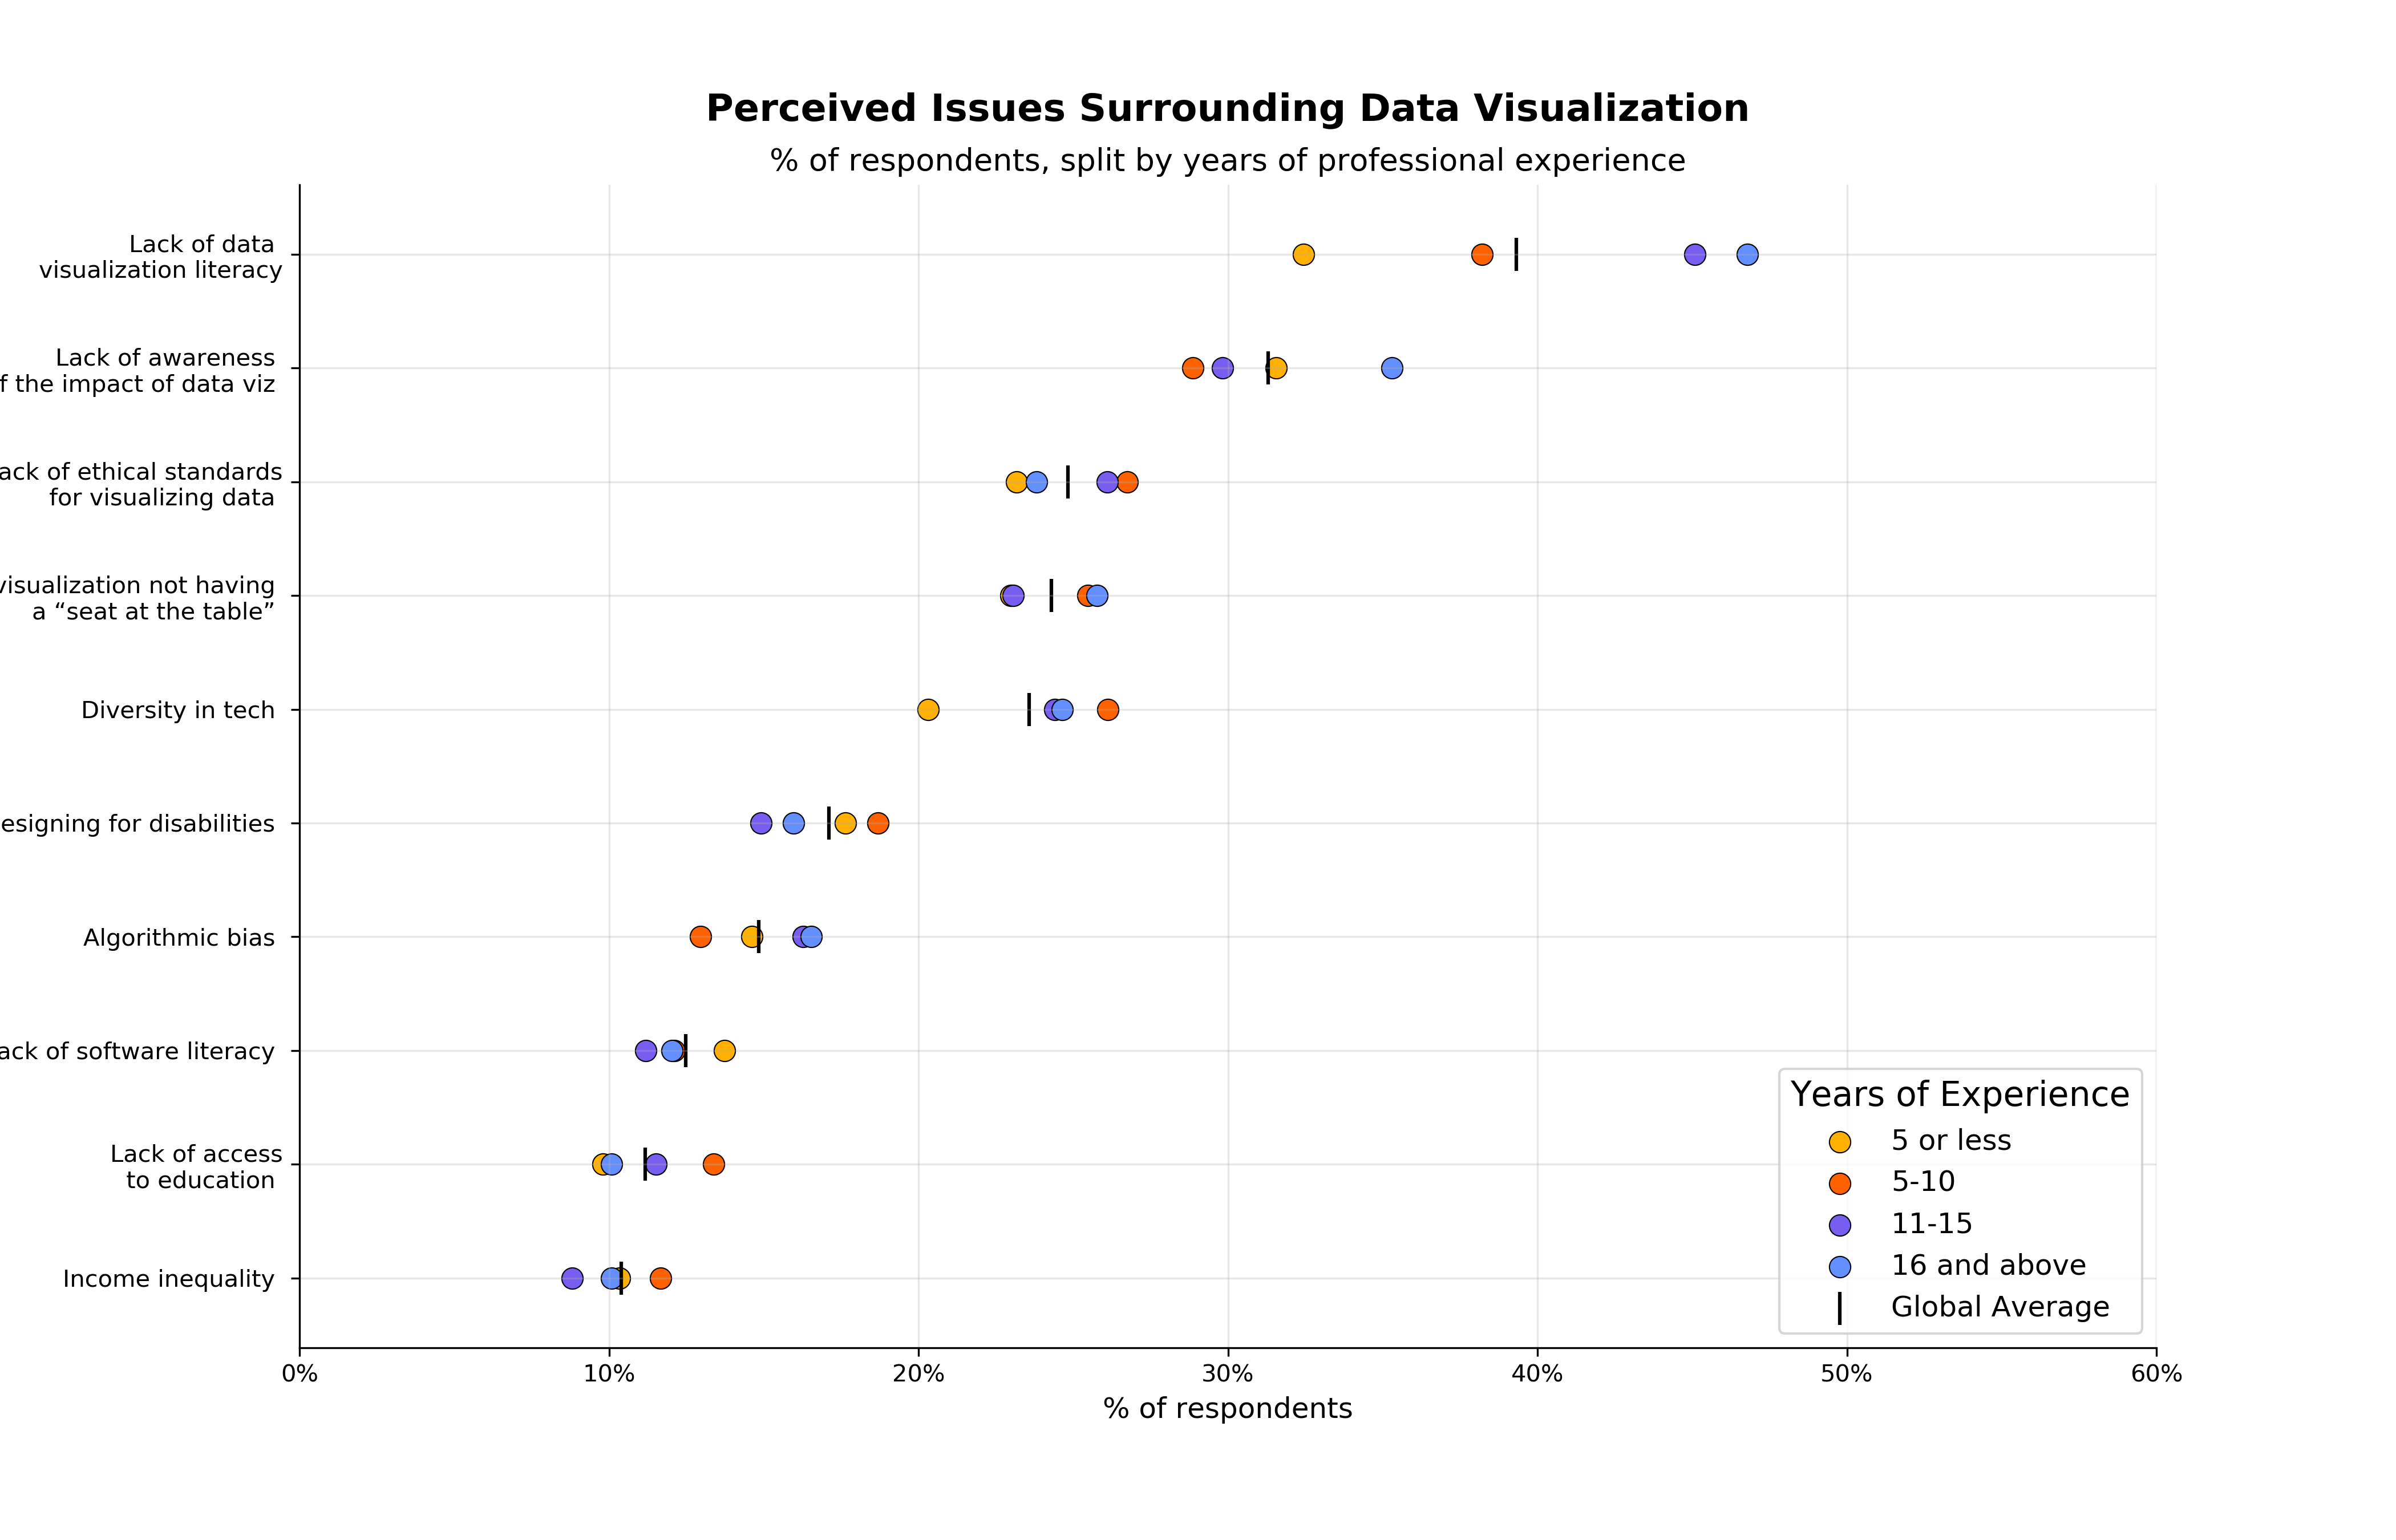 Perceived Issues Surrounding Data Visualization
% of respondents, split by years of professional experience
Lack of data
visualization literacy
Lack of awareness
f the impact of data viz
ack of ethical standards
for visualizing data
visualization not having
a “seat at the table”
Diversity in tech
esigning for disabilities
Algorithmic bias
ack of software literacy
Lack of access
to education
Income inequality
Years of Experience
5 or less
5-10
11-15
16 and above
Global Average
0% 10% 20% 30% 40% 50% 60%
% of respondents